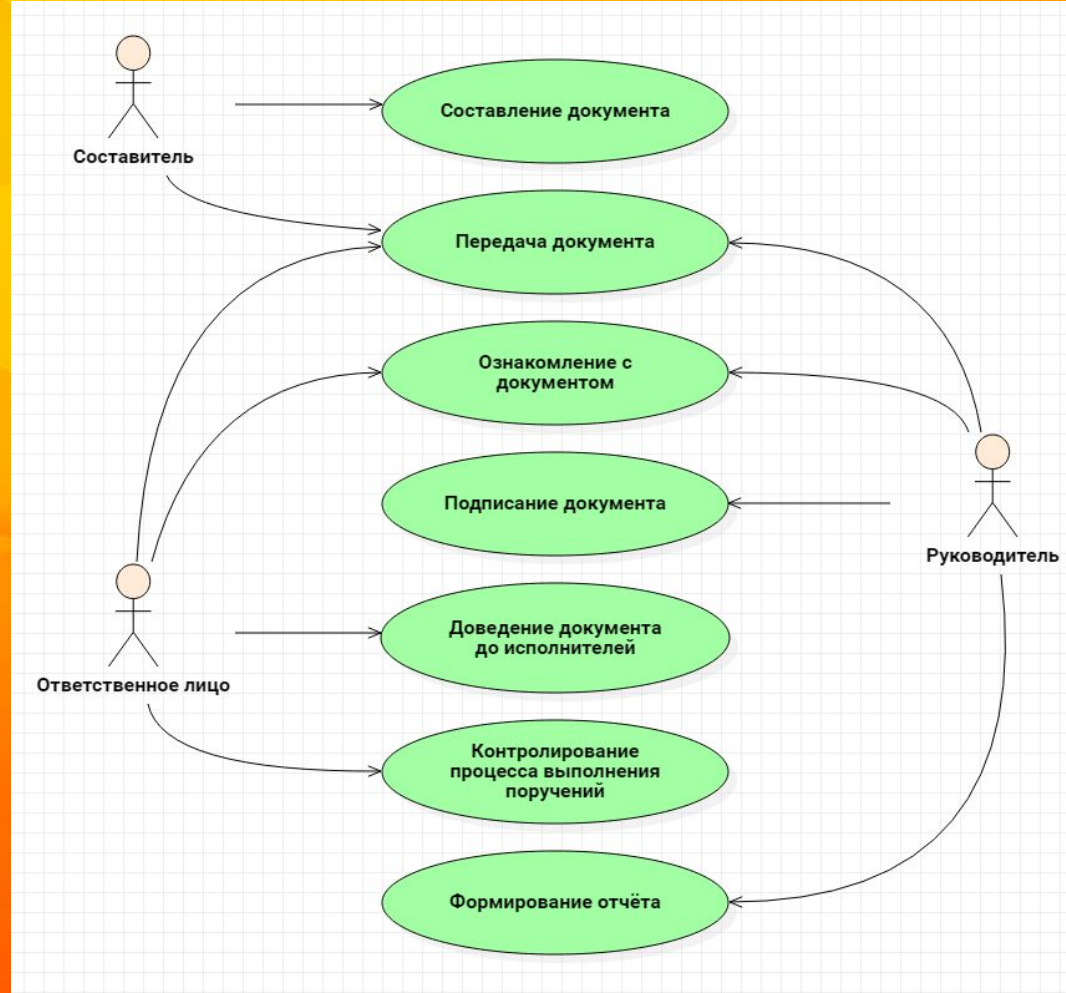 Составитель
Составление документа
Передача документа
Ознакомление с
документом
Подписание документа
Руководитель
Доведение документа
до исполнителей
Ответственное лицо
Контролирование
процесса выполнения
поручений
Формирование отчёта